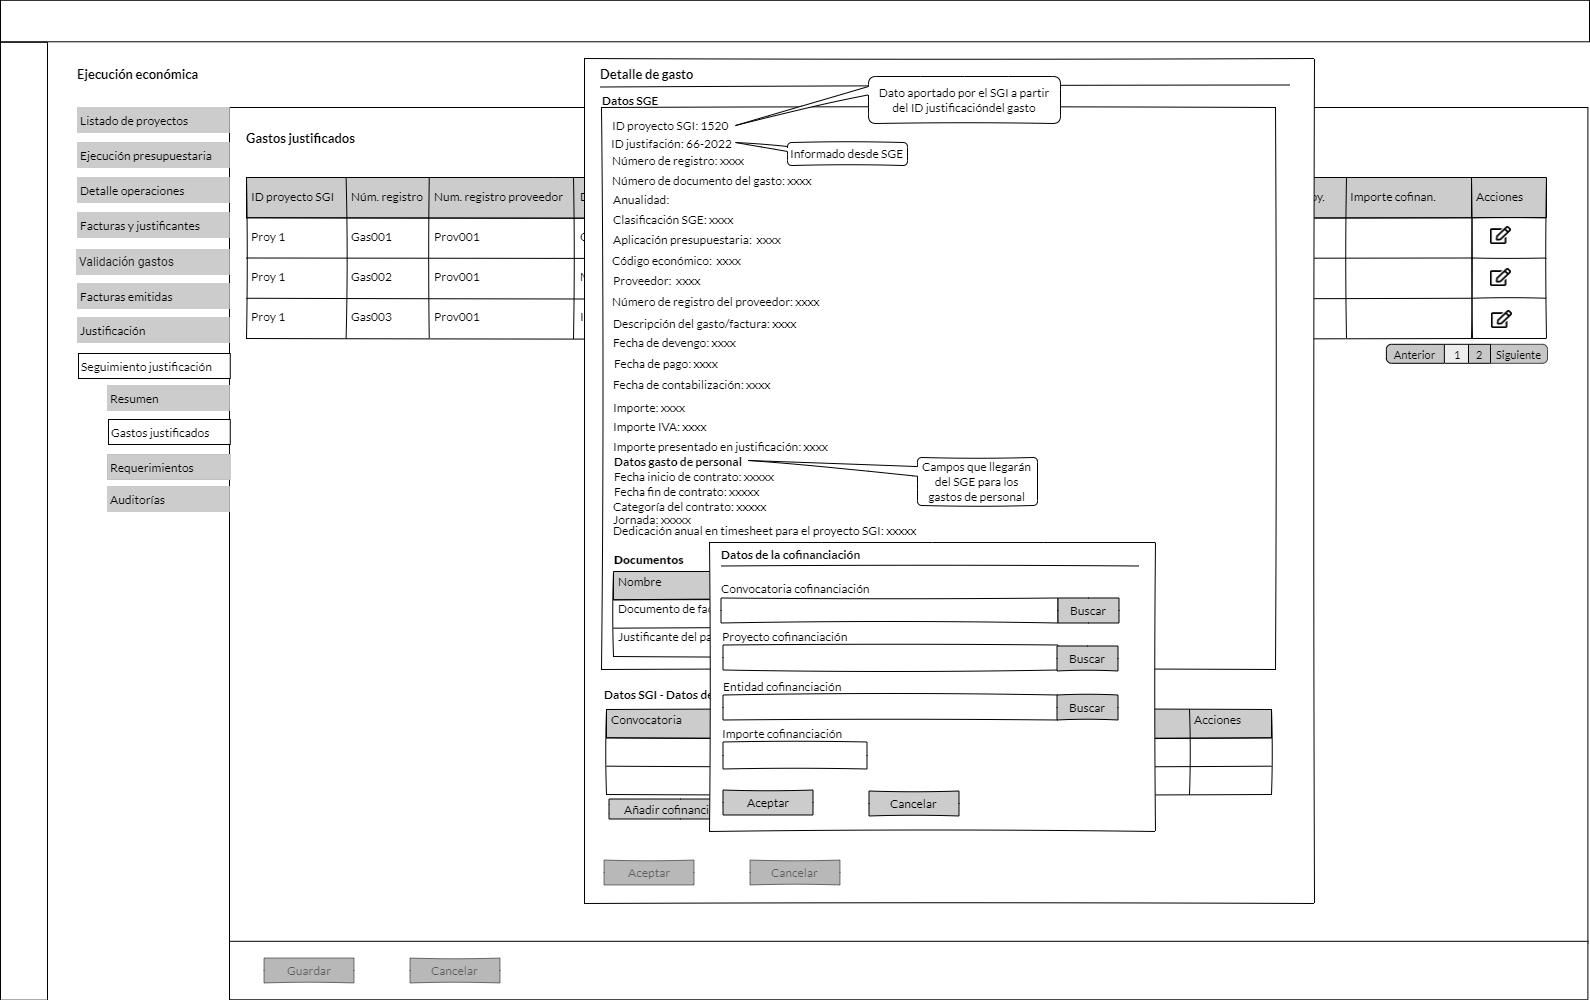 Ejecución económica
Listado de proyectos
Ejecución presupuestaria
Detalle operaciones
Facturas y justificantes
Validación gastos
Facturas emitidas
Justificación
Seguimiento justificación
Resumen
Gastos justificados
Requerimientos
Auditorías
Gastos justificados
ID proyecto SGI Núm. registro Num. registro proveedor
Importe cofinan. Acciones
Proy 1 Gas001 Prov001
Proy 1 Gas002 Prov001
Proy 1 Gas003 Prov001
Anterior 1 2 Siguiente
Detalle de gasto
Datos SGE
Dato aportado por el SGI a partir
del ID justificacióndel gasto
ID proyecto SGI: 1520
ID justifación: 66-2022
Informado desde SGE
Número de registro: xxxx
Número de documento del gasto: xxxx
Anualidad:
Clasificación SGE: xxxx
Aplicación presupuestaria: xxxx
Código económico: xxxx
Proveedor: xxxx
Número de registro del proveedor: xxxx
Descripción del gasto/factura: xxxx
Fecha de devengo: xxxx
Fecha de pago: xxxx
Fecha de contabilización: xxxx
Importe: xxxx
Importe IVA: xxxx
Importe presentado en justificación: xxxx
Datos gasto de personal
Campos que llegarán
del SGE para los
gastos de personal
Fecha inicio de contrato: xxxxx
Fecha fin de contrato: xxxxx
Categoría del contrato: xxxxx
Jornada: xxxxx
Dedicación anual en timesheet para el proyecto SGI: xxxxx
Documentos
Nombre
Documento de fac
Justificante del pa
Datos SGI - Datos de
Convocatoria
Acciones
Añadir cofinanci
Datos de la cofinanciación
Convocatoria cofinanciación
Buscar
Proyecto cofinanciación
Buscar
Entidad cofinanciación
Buscar
Importe cofinanciación
Aceptar Cancelar
Aceptar Cancelar
Guardar Cancelar